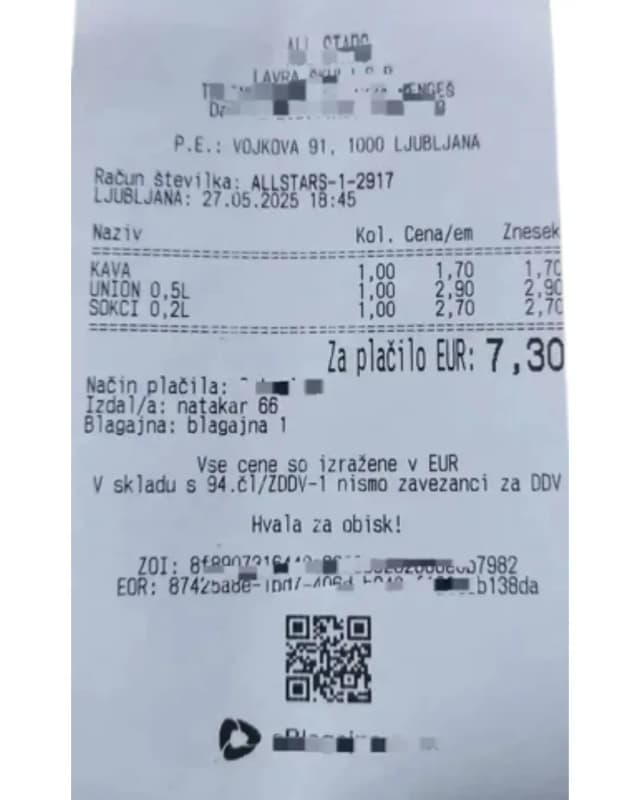 P.E.: VOJKOVA 91, 1000 LJUBLJANA
Račun številka: ALLSTARS-1-2917
LJUBLJANA: 27.05.2025 18:45
Naziv Kol. Cena/em Znesek
KAVA 1,00 1,70 1,70
UNION 0,5L 1,00 2,90 2,90
SOKCI 0,2L 1,00 2,70 2,70
Za plačilo EUR: 7,30
Način plačila:
Izdal/a: natakar 66
Blagajna: blagajna 1
Vse cene so izražene v EUR
V skladu s 94.čl/ZDDV-1 nismo zavezanci za DDV
Hvala za obisk!
ZOI:
EOR: